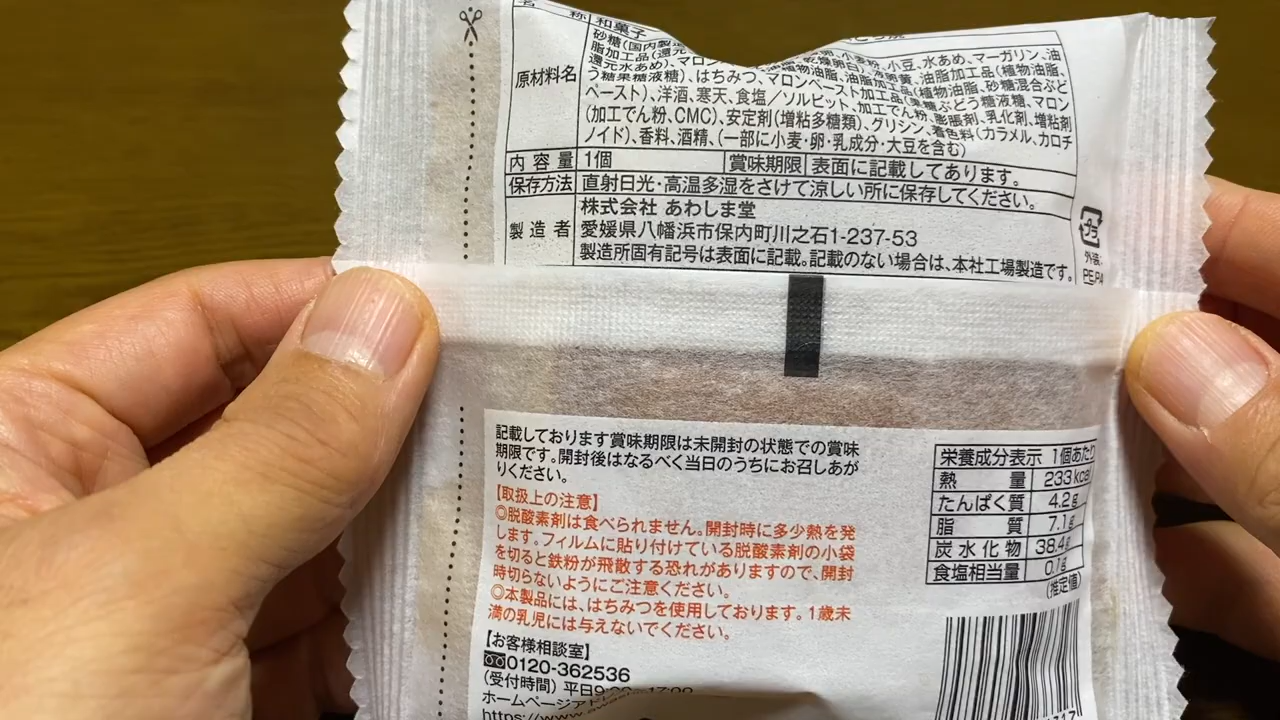 名 称 和菓子
原材料名
砂糖(国内製造
小麦粉、小豆、水あめ、マーガリン、油
脂加工品(還元
還元水あめ)、マロン
植物油脂、乾燥卵白、液卵黄、油脂加工品(植物油脂、
う糖果糖液糖)、はちみつ、マロンペースト加工品(植物油脂、砂糖混合ぶど
ペースト)、洋酒、寒天、食塩/ソルビット、加工でん粉、膨脹剤、乳化剤、増粘剤
(加工でん粉、CMC)、安定剤(増粘多糖類)、グリシン、着色料(カラメル、カロチ
ノイド)、香料、酒精、(一部に小麦・卵・乳成分・大豆を含む)
内容量 1個 賞味期限 表面に記載してあります。
保存方法 直射日光・高温多湿をさけて涼しい所に保存してください。
製造者 株式会社 あわしま堂
愛媛県八幡浜市保内町川之石1-237-53
製造所固有記号は表面に記載。記載のない場合は、本社工場製造です。
プラ
外装:
PE,PA
記載しております賞味期限は未開封の状態での賞味
期限です。開封後はなるべく当日のうちにお召しあが
りください。
【取扱上の注意】
◎脱酸素剤は食べられません。開封時に多少熱を発
します。フィルムに貼り付けている脱酸素剤の小袋
を切ると鉄粉が飛散する恐れがありますので、開封
時切らないようにご注意ください。
◎本製品には、はちみつを使用しております。1歳未
満の乳児には与えないでください。
【お客様相談室】
0120-362536
(受付時間) 平日9:00~17:00
ホームページアド
https://www.
栄養成分表示 1個あたり
熱量 233kcal
たんぱく質 4.2g
脂質 7.1g
炭水化物 38.4g
食塩相当量 0.1g
(推定値)